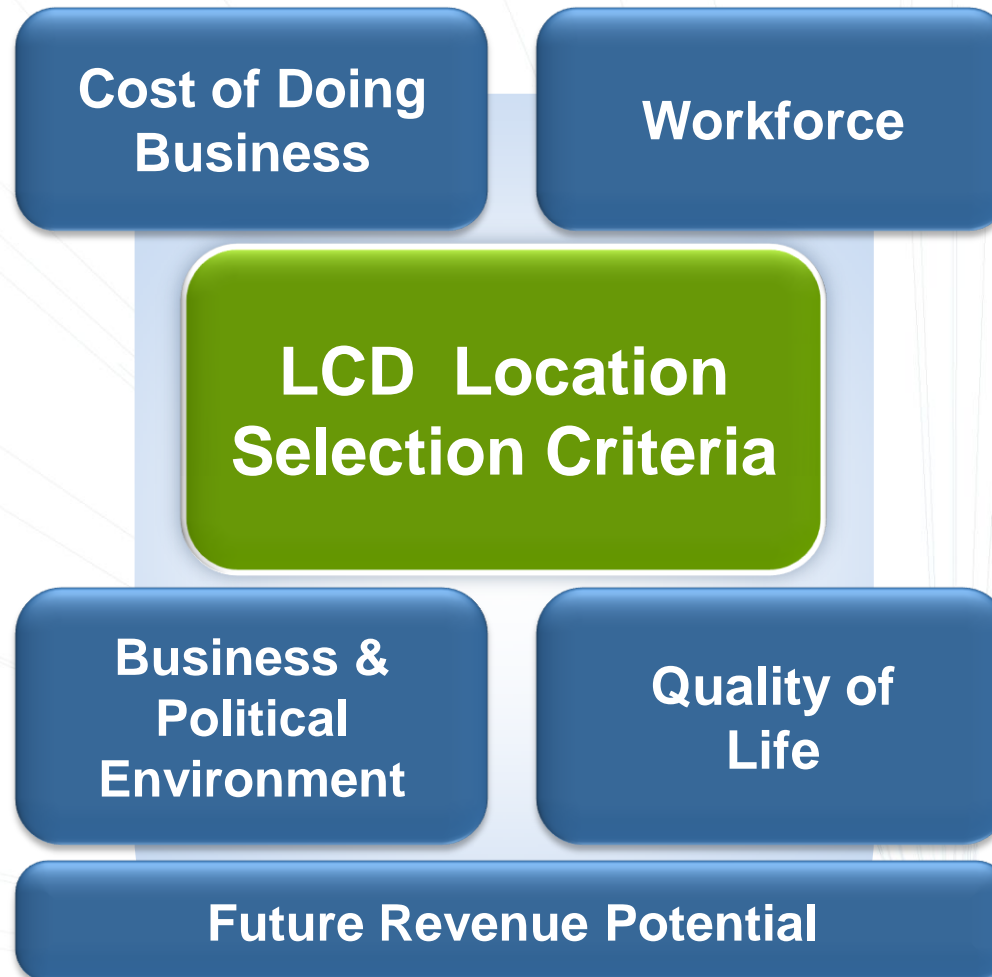 Cost of Doing
Business
Workforce
LCD  Location
Selection Criteria
Business &
Political
Environment
Quality of
Life
Future Revenue Potential